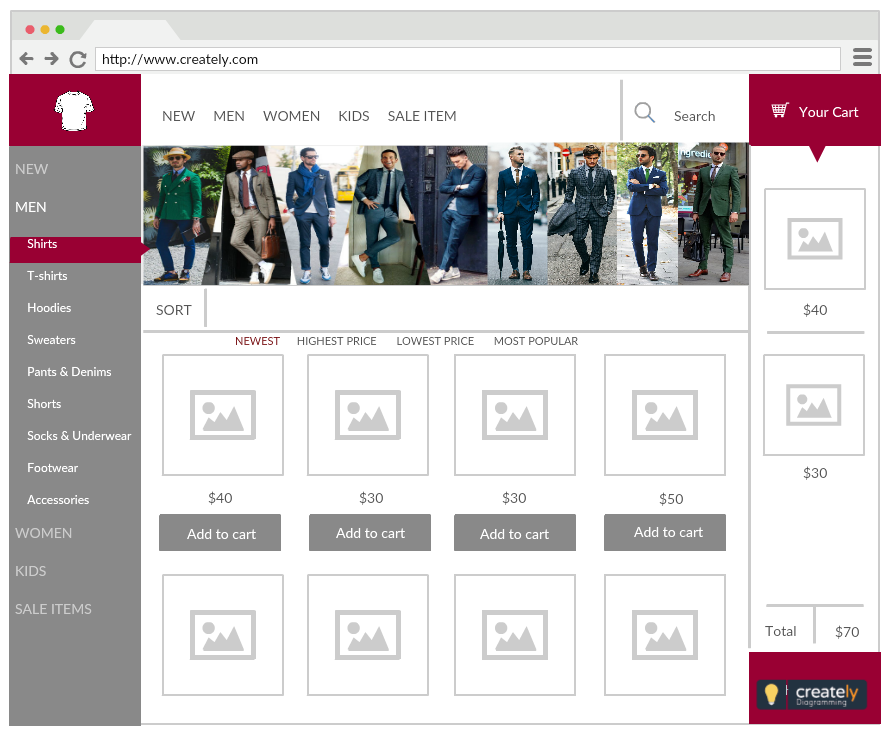 http://www.creately.com
NEW MEN WOMEN KIDS SALE ITEM
Search
Your Cart
NEW
MEN
Shirts
T-shirts
Hoodies
Sweaters
Pants & Denims
Shorts
Socks & Underwear
Footwear
Accessories
WOMEN
KIDS
SALE ITEMS
SORT
NEWEST HIGHEST PRICE LOWEST PRICE MOST POPULAR
$40 $30 $30 $50
Add to cart Add to cart Add to cart Add to cart
$40
$30
Total $70
creately
Diagramming